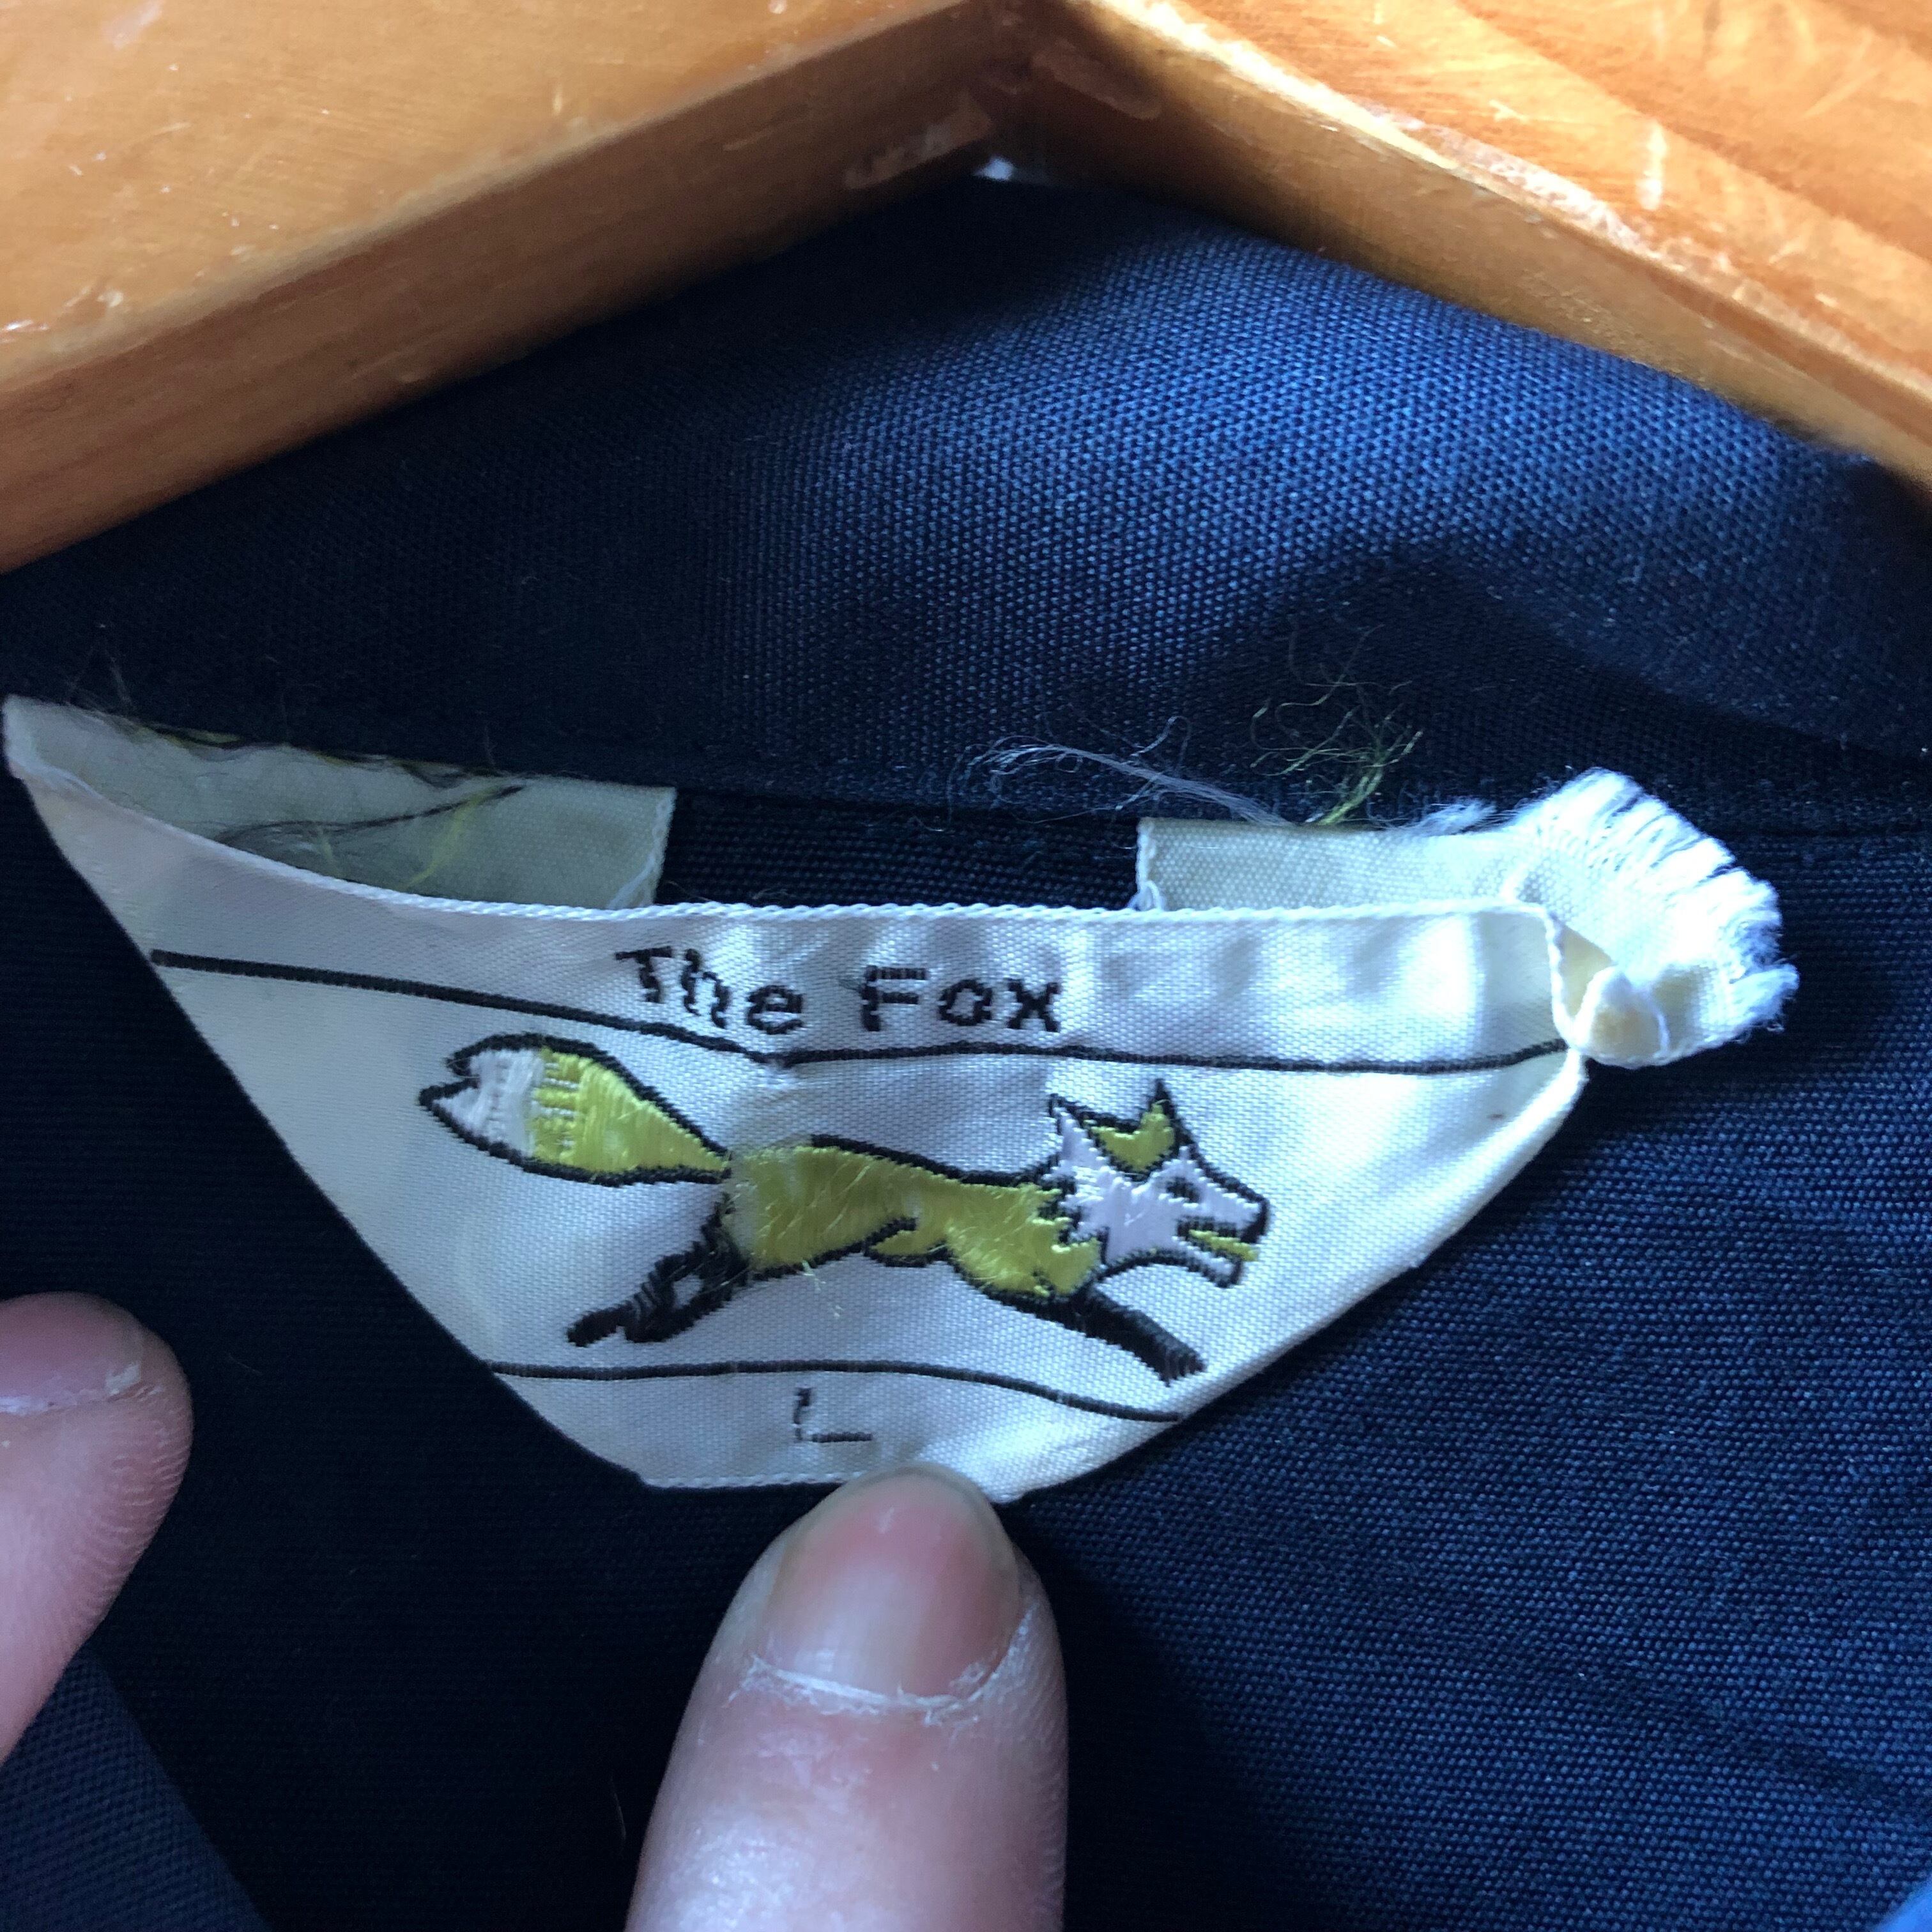 The Fox
L